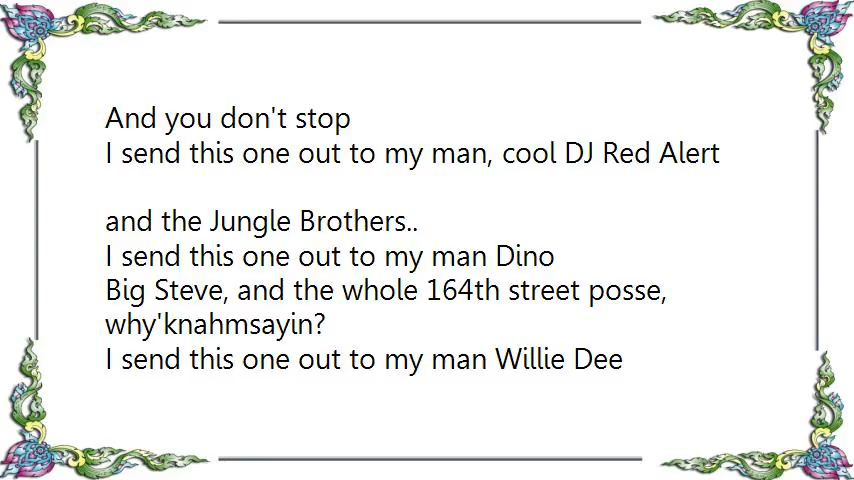 And you don't stop
I send this one out to my man, cool DJ Red Alert
and the Jungle Brothers..
I send this one out to my man Dino
Big Steve, and the whole 164th street posse,
why'knahmsayin?
I send this one out to my man Willie Dee